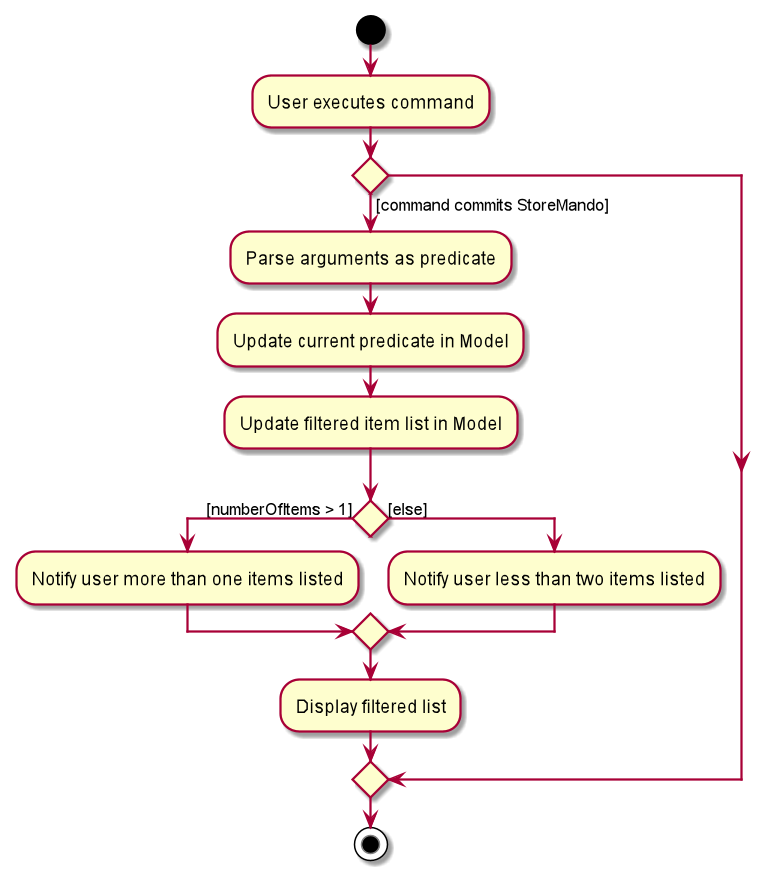 User executes command
[command commits StoreMando]
Parse arguments as predicate
Update current predicate in Model
Update filtered item list in Model
[numberOfItems > 1]
[else]
Notify user more than one items listed
Notify user less than two items listed
Display filtered list